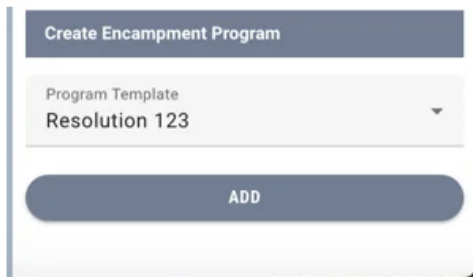 Create Encampment Program
Program Template
Resolution 123
ADD